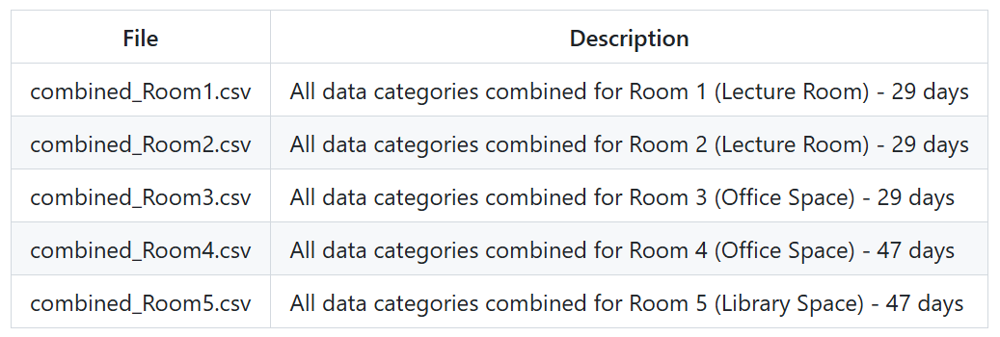 File Description
combined_Room1.csv All data categories combined for Room 1 (Lecture Room) - 29 days
combined_Room2.csv All data categories combined for Room 2 (Lecture Room) - 29 days
combined_Room3.csv All data categories combined for Room 3 (Office Space) - 29 days
combined_Room4.csv All data categories combined for Room 4 (Office Space) - 47 days
combined_Room5.csv All data categories combined for Room 5 (Library Space) - 47 days